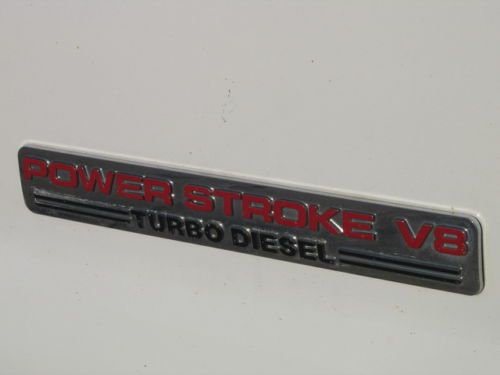 POWER STROKE V8
TURBO DIESEL